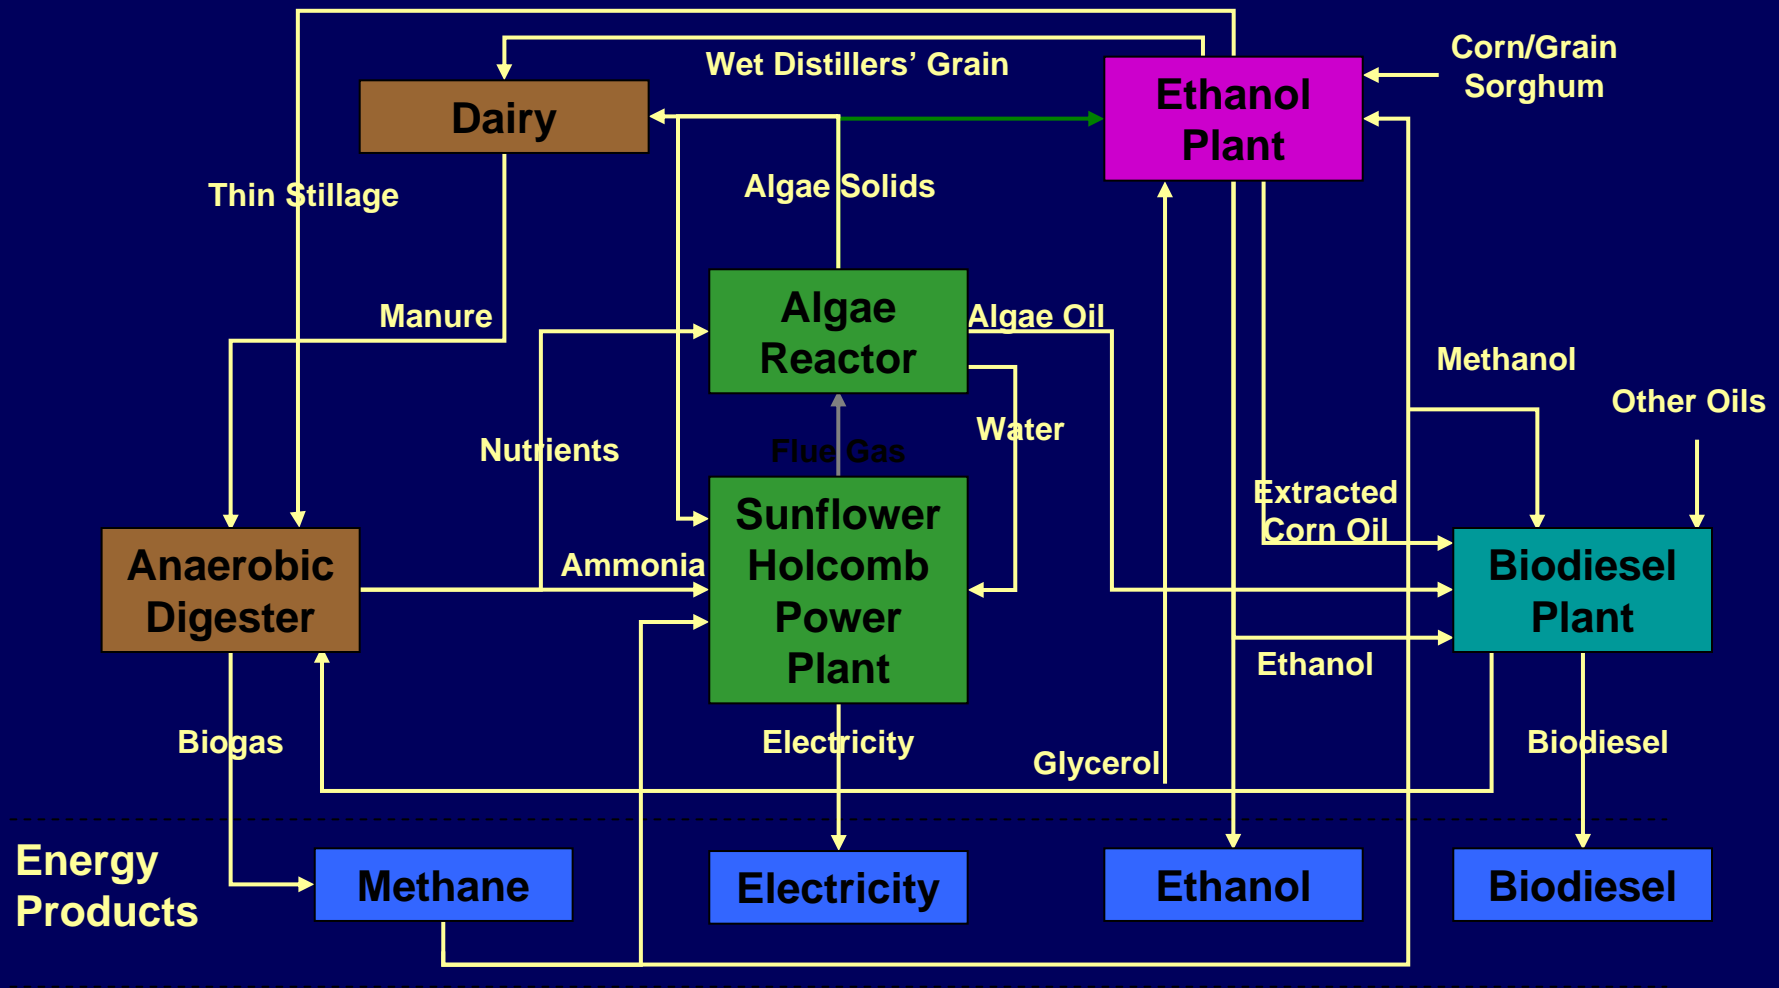 Corn/Grain
Sorghum
Wet Distillers’ Grain
Ethanol
Plant
Dairy
Thin Stillage
Algae Solids
Algae
Reactor
Algae Oil
Manure
Methanol
Other Oils
Water
Nutrients
Flue Gas
Extracted
Corn Oil
Sunflower
Holcomb
Power
Plant
Anaerobic
Digester
Ammonia
Biodiesel
Plant
Ethanol
Biogas
Electricity
Glycerol
Biodiesel
Energy
Products
Methane
Electricity
Ethanol
Biodiesel